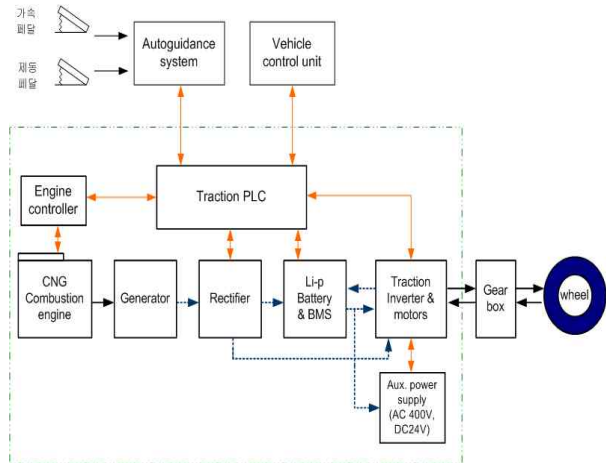 가속
페달
Autoguidance
system
Vehicle
control unit
제동
페달
Engine
controller
Traction PLC
CNG
Combustion
engine
Generator
Rectifier
Li-p
Battery
& BMS
Traction
Inverter &
motors
Gear
box
wheel
Aux. power
supply
(AC 400V,
DC24V)